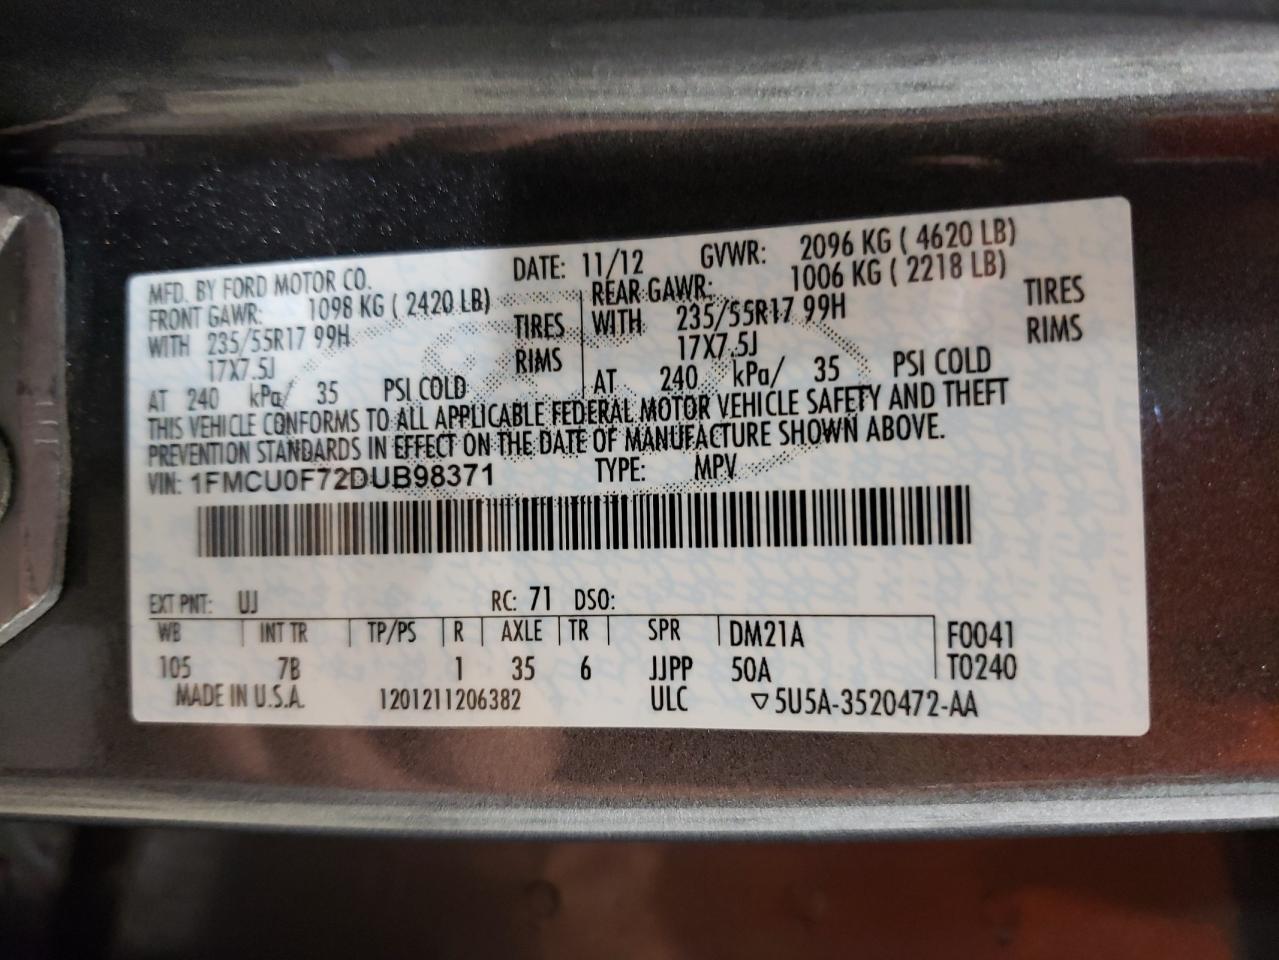 MFD. BY FORD MOTOR CO. DATE: 11/12 GVWR: 2096 KG ( 4620 LB)
FRONT GAWR: 1098 KG ( 2420 LB) REAR GAWR: 1006 KG ( 2218 LB)
WITH 235/55R17 99H TIRES WITH 235/55R17 99H TIRES
17X7.5J RIMS 17X7.5J RIMS
AT 240 kPa/ 35 PSI COLD AT 240 kPa/ 35 PSI COLD
THIS VEHICLE CONFORMS TO ALL APPLICABLE FEDERAL MOTOR VEHICLE SAFETY AND THEFT
PREVENTION STANDARDS IN EFFECT ON THE DATE OF MANUFACTURE SHOWN ABOVE.
VIN: 1FMCU0F72DUB98371 TYPE: MPV
EXT PNT: UJ RC: 71 DSO:
WB INT TR TP/PS R AXLE TR SPR DM21A F0041
105 7B 1 35 6 JJPP 50A T0240
MADE IN U.S.A. 1201211206382 ULC ▽5U5A-3520472-AA